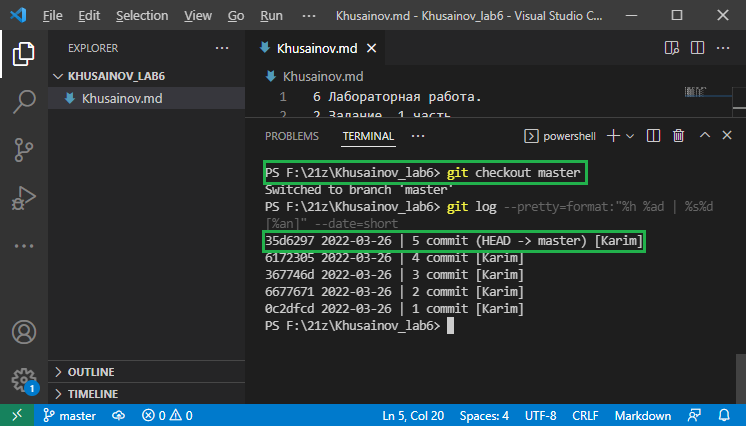 File Edit Selection View Go Run ··· Khusainov.md - Khusainov_lab6 - Visual Studio C...
EXPLORER ···
KHUSAINOV_LAB6
Khusainov.md
OUTLINE
TIMELINE
1
Khusainov.md ×
Khusainov.md
1 6 Лабораторная работа.
2 2 Задание. 1 часть
PROBLEMS TERMINAL ··· powershell
PS F:\21z\Khusainov_lab6> git checkout master
Switched to branch 'master'
PS F:\21z\Khusainov_lab6> git log --pretty=format:"%h %ad | %s%d
[%an]" --date=short
35d6297 2022-03-26 | 5 commit (HEAD -> master) [Karim]
6172305 2022-03-26 | 4 commit [Karim]
367746d 2022-03-26 | 3 commit [Karim]
6677671 2022-03-26 | 2 commit [Karim]
0c2dfcd 2022-03-26 | 1 commit [Karim]
PS F:\21z\Khusainov_lab6>
master 0 0 Ln 5, Col 20 Spaces: 4 UTF-8 CRLF Markdown